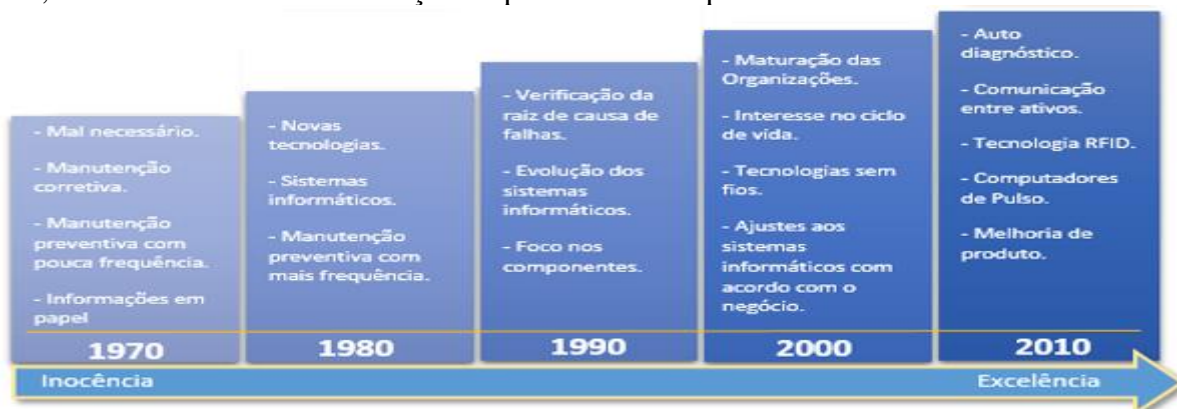 - Mal necessário.
- Manutenção
corretiva.
- Manutenção
preventiva com
pouca frequência.
- Informações em
papel
1970
- Novas
tecnologias.
- Sistemas
informáticos.
- Manutenção
preventiva com
mais frequência.
1980
- Verificação da
raiz de causa de
falhas.
- Evolução dos
sistemas
informáticos.
- Foco nos
componentes.
1990
- Maturação das
Organizações.
- Interesse no ciclo
de vida.
- Tecnologias sem
fios.
- Ajustes aos
sistemas
informáticos com
acordo com o
negócio.
2000
- Auto
diagnóstico.
- Comunicação
entre ativos.
- Tecnologia RFID.
- Computadores
de Pulso.
- Melhoria de
produto.
2010
Inocência
Excelência